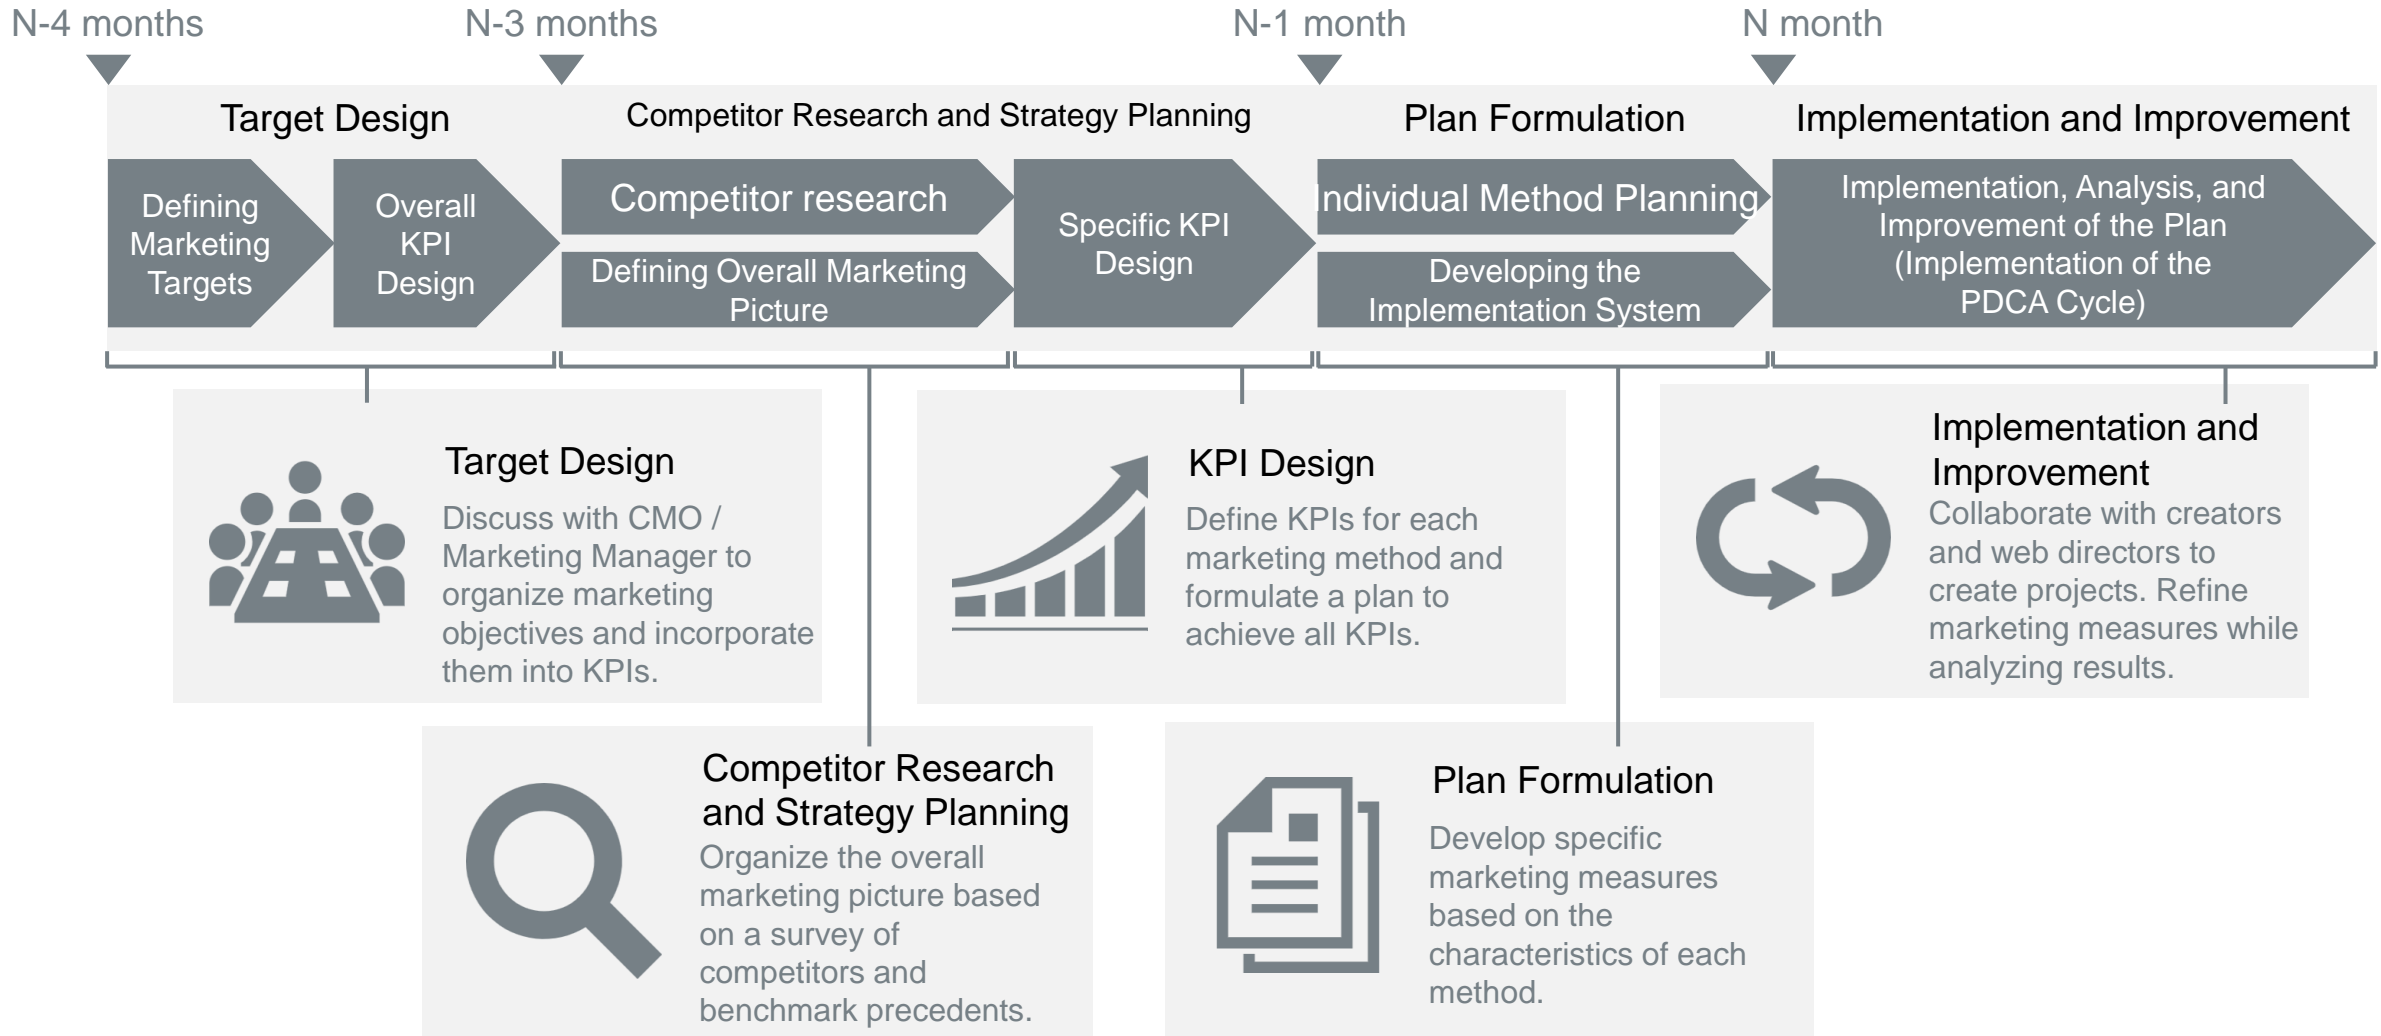 N-4 months
N-3 months
N-1 month
N month
Target Design
Competitor Research and Strategy Planning
Plan Formulation
Implementation and Improvement
Defining
Marketing
Targets
Overall
KPI
Design
Competitor research
Defining Overall Marketing
Picture
Specific KPI
Design
Individual Method Planning
Developing the
Implementation System
Implementation, Analysis, and
Improvement of the Plan
(Implementation of the
PDCA Cycle)
Target Design
Discuss with CMO /
Marketing Manager to
organize marketing
objectives and incorporate
them into KPIs.
KPI Design
Define KPIs for each
marketing method and
formulate a plan to
achieve all KPIs.
Implementation and
Improvement
Collaborate with creators
and web directors to
create projects. Refine
marketing measures while
analyzing results.
Competitor Research
and Strategy Planning
Organize the overall
marketing picture based
on a survey of
competitors and
benchmark precedents.
Plan Formulation
Develop specific
marketing measures
based on the
characteristics of each
method.